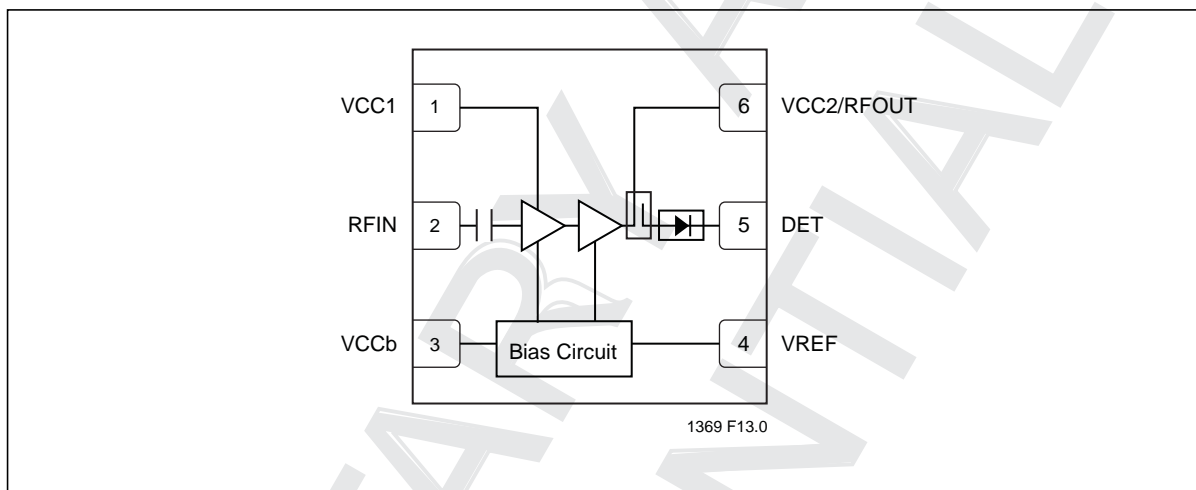 VCC1 1
6 VCC2/RFOUT
RFIN 2
5 DET
VCCb 3
Bias Circuit
4 VREF
1369 F13.0